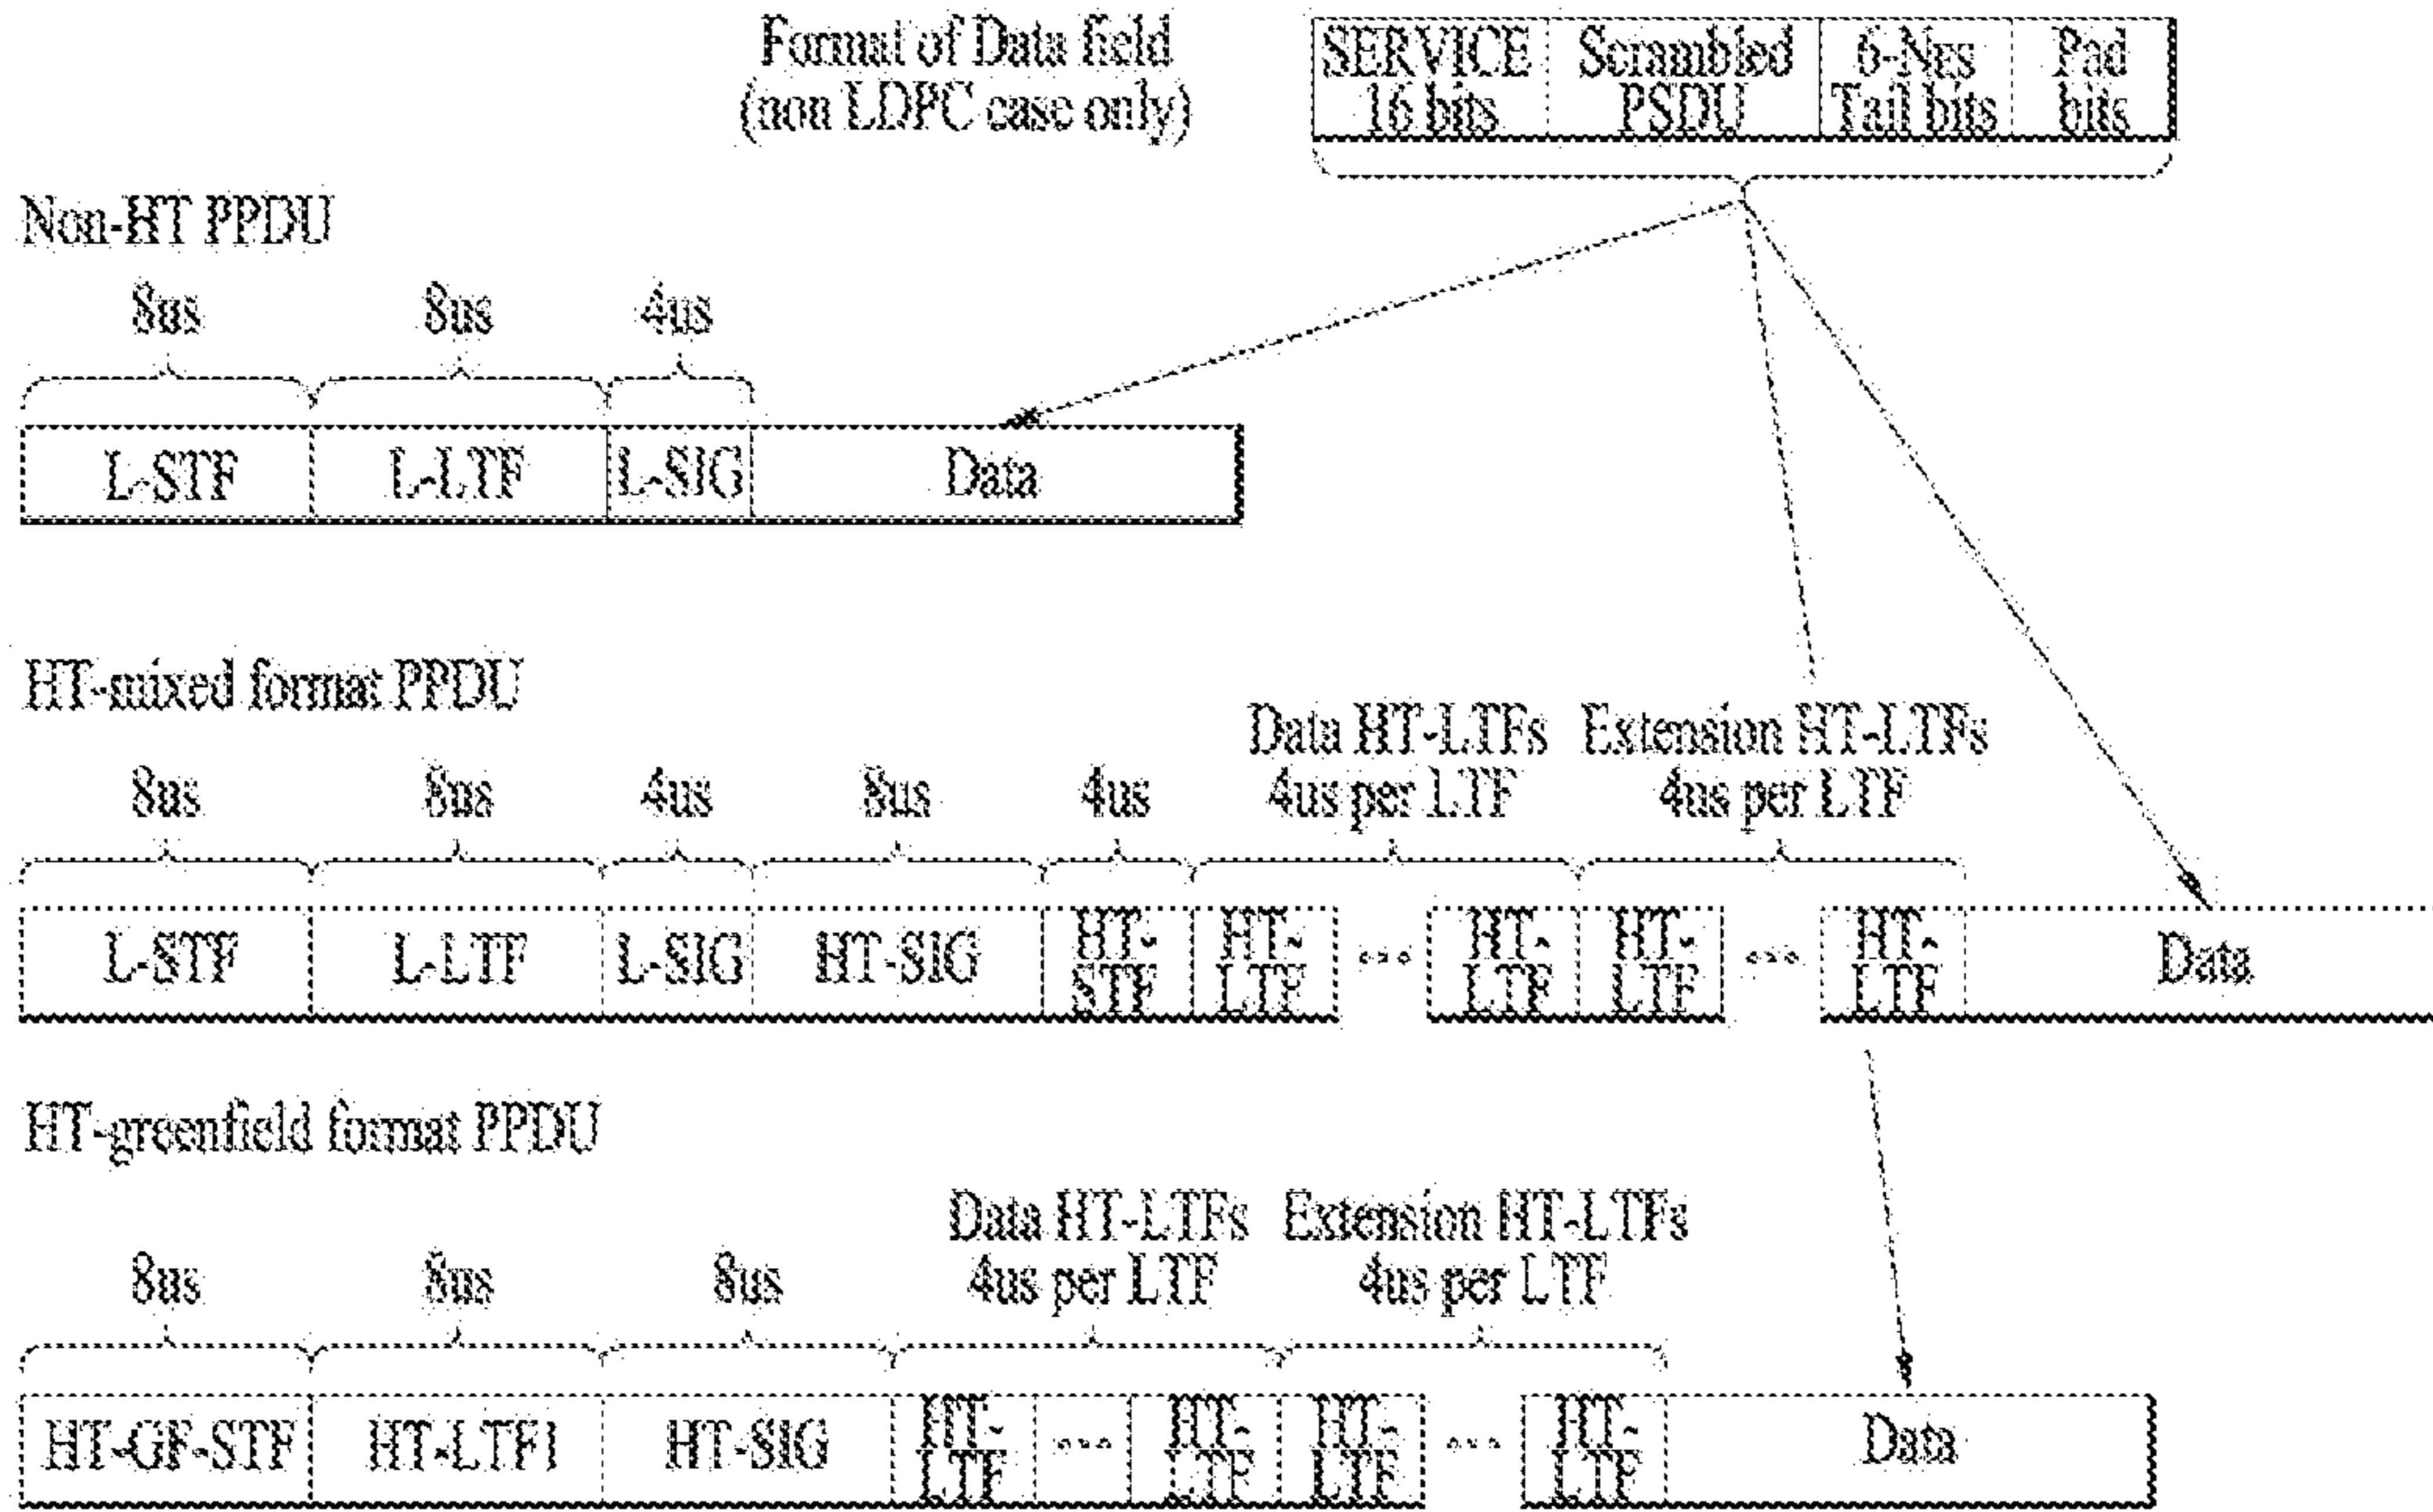 Format of Data field
(non LDPC case only)
SERVICE
16 bits
Scrambled
PSDU
6-Nes
Tail bits
Pad
bits
Non-HT PPDU
8us 8us 4us
L-STF L-LTF L-SIG Data
HT-mixed format PPDU
Data HT-LTFs Extension HT-LTFs
8us 8us 4us 8us 4us 4us per LTF 4us per LTF
L-STF L-LTF L-SIG HT-SIG HT-STF HT-LTF ... HT-LTF HT-LTF ... HT-LTF Data
HT-greenfield format PPDU
Data HT-LTFs Extension HT-LTFs
8us 8us 8us 4us per LTF 4us per LTF
HT-GF-STF HT-LTF1 HT-SIG HT-LTF ... HT-LTF HT-LTF ... HT-LTF Data